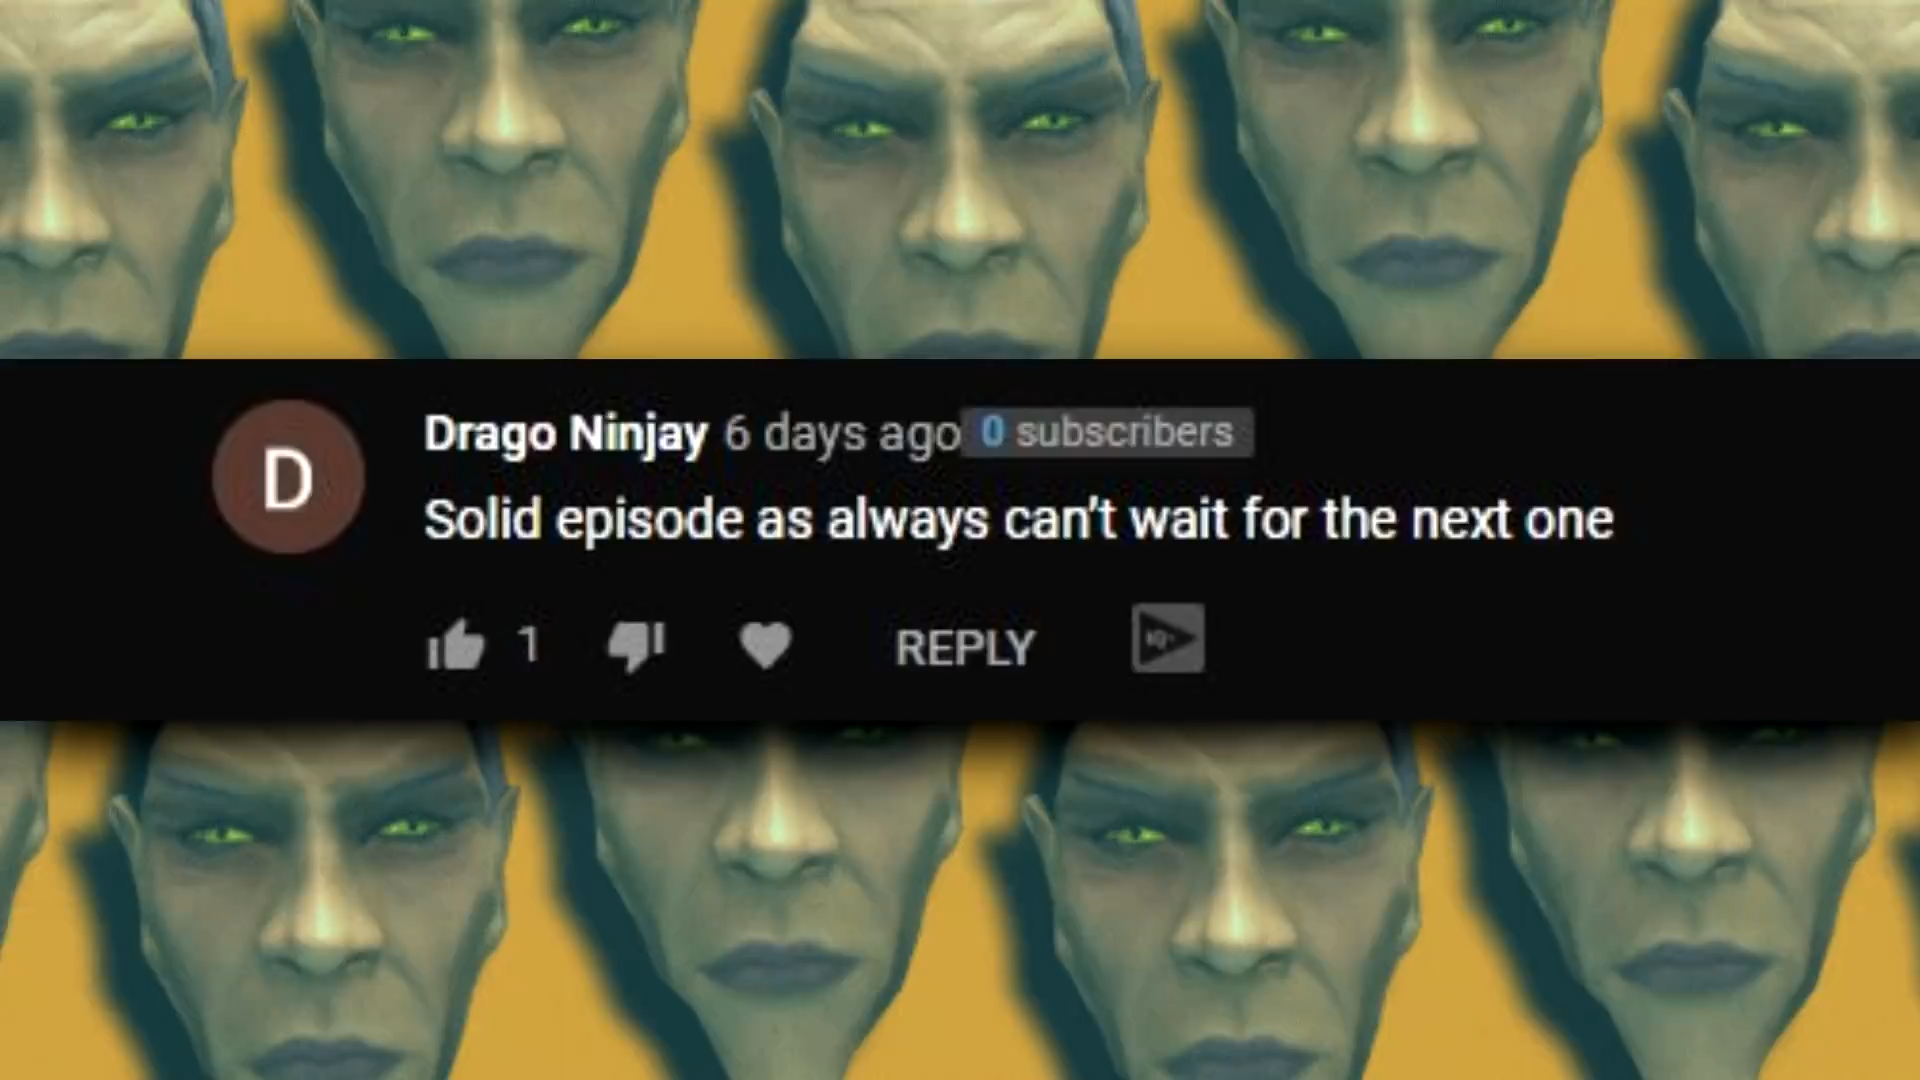 D
Drago Ninjay 6 days ago 0 subscribers
Solid episode as always can't wait for the next one
1 REPLY